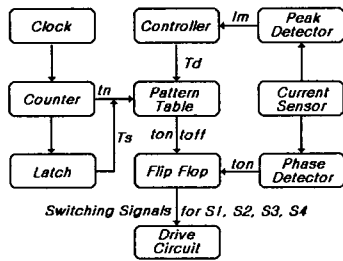 Clock
Controller
Im
Peak
Detector
Td
Counter
tn
Pattern
Table
Current
Sensor
Ts
ton
toff
Latch
Flip Flop
ton
Phase
Detector
Switching Signals for S1, S2, S3, S4
Drive
Circuit